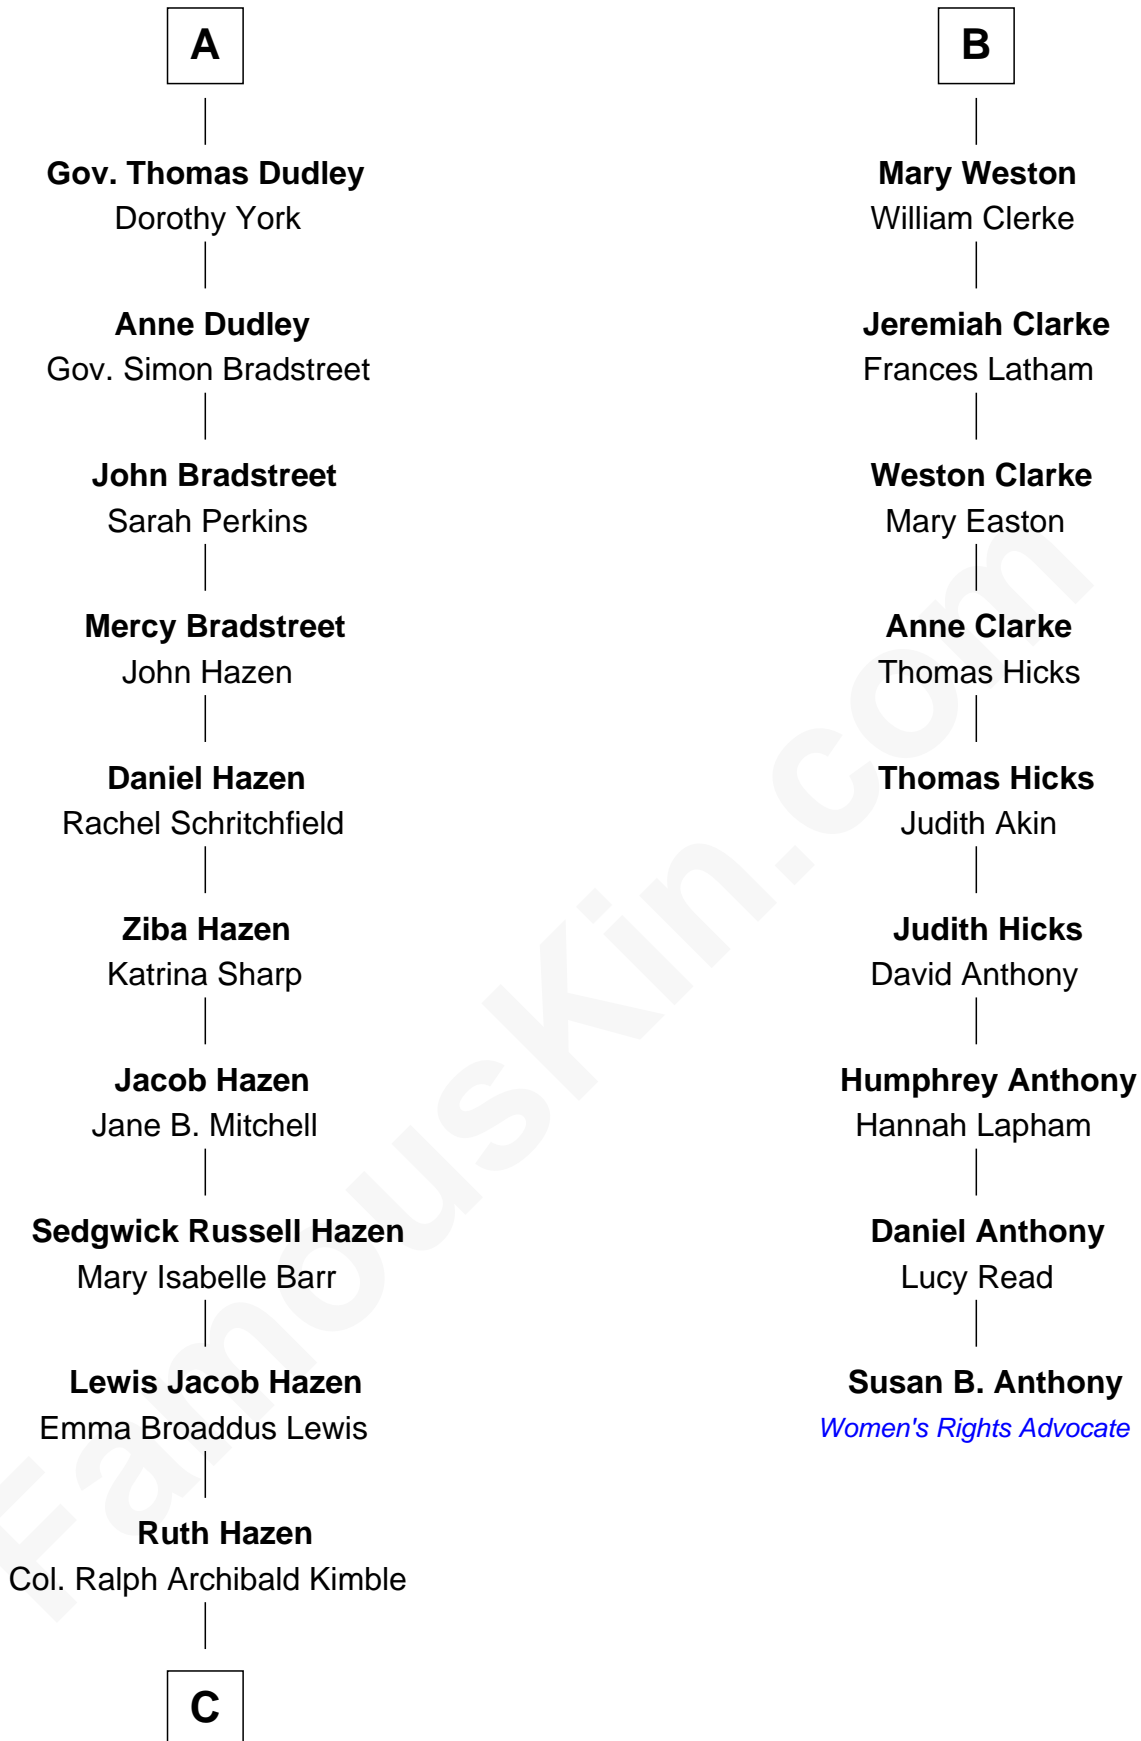 A
Gov. Thomas Dudley
Dorothy York
Anne Dudley
Gov. Simon Bradstreet
John Bradstreet
Sarah Perkins
Mercy Bradstreet
John Hazen
Daniel Hazen
Rachel Schritchfield
Ziba Hazen
Katrina Sharp
Jacob Hazen
Jane B. Mitchell
Sedgwick Russell Hazen
Mary Isabelle Barr
Lewis Jacob Hazen
Emma Broaddus Lewis
Ruth Hazen
Col. Ralph Archibald Kimble
C
B
Mary Weston
William Clerke
Jeremiah Clarke
Frances Latham
Weston Clarke
Mary Easton
Anne Clarke
Thomas Hicks
Thomas Hicks
Judith Akin
Judith Hicks
David Anthony
Humphrey Anthony
Hannah Lapham
Daniel Anthony
Lucy Read
Susan B. Anthony
Women's Rights Advocate
FamousKin.com